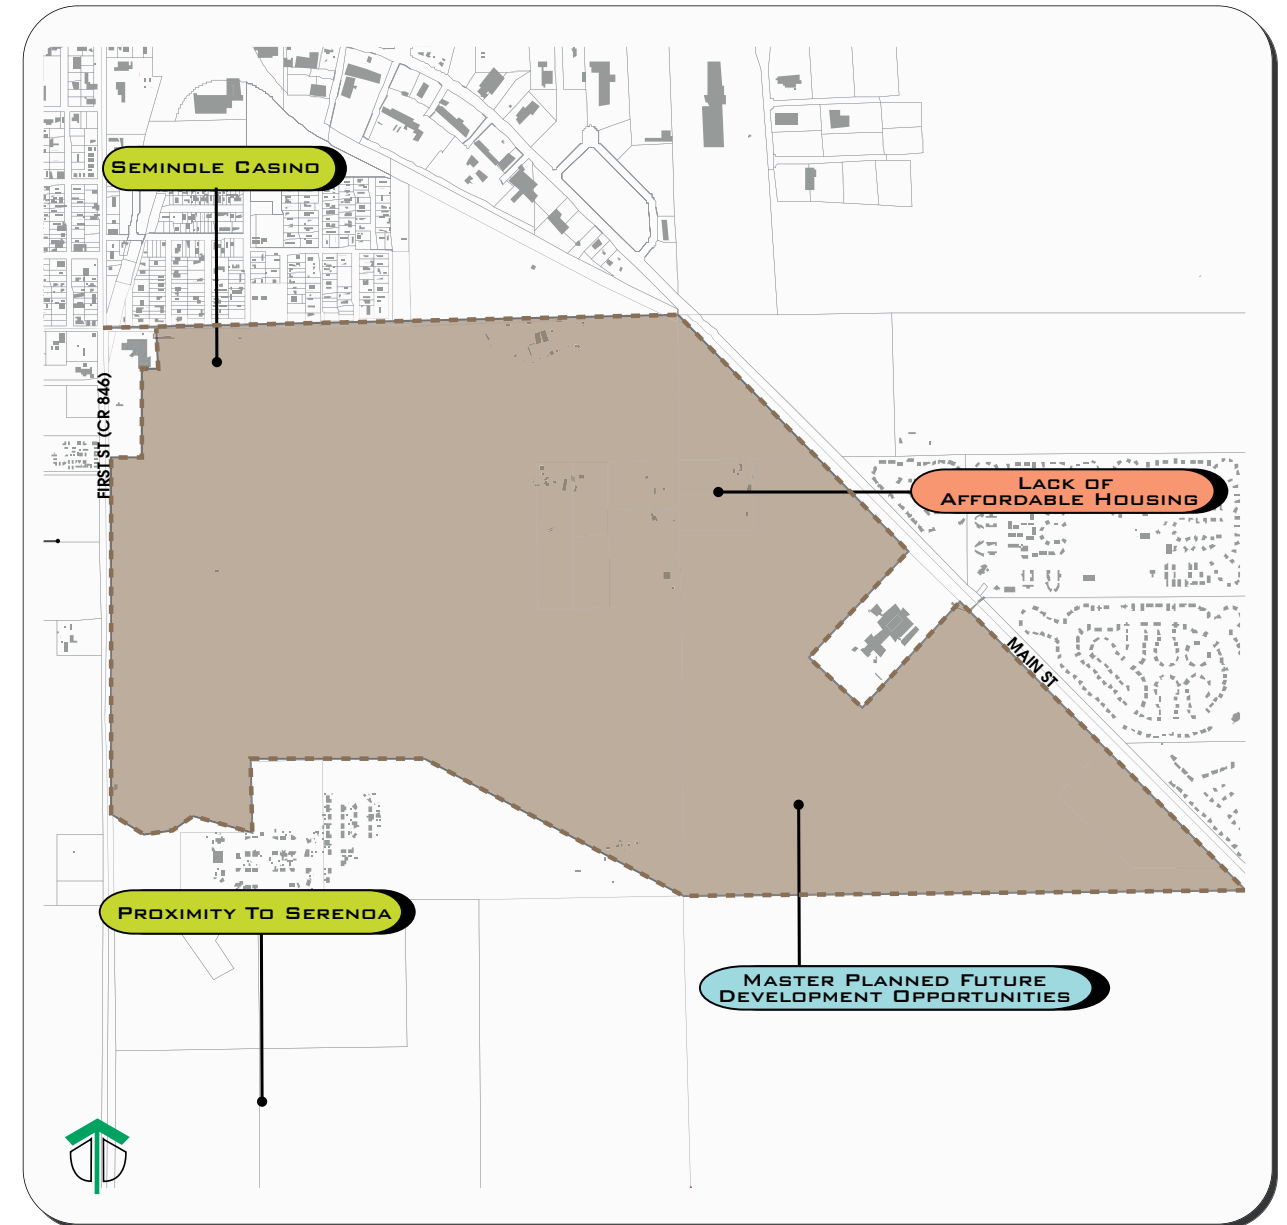 SEMINOLE CASINO
FIRST ST (CR 846)
LACK OF
AFFORDABLE HOUSING
MAIN ST
PROXIMITY TO SERENOA
MASTER PLANNED FUTURE
DEVELOPMENT OPPORTUNITIES